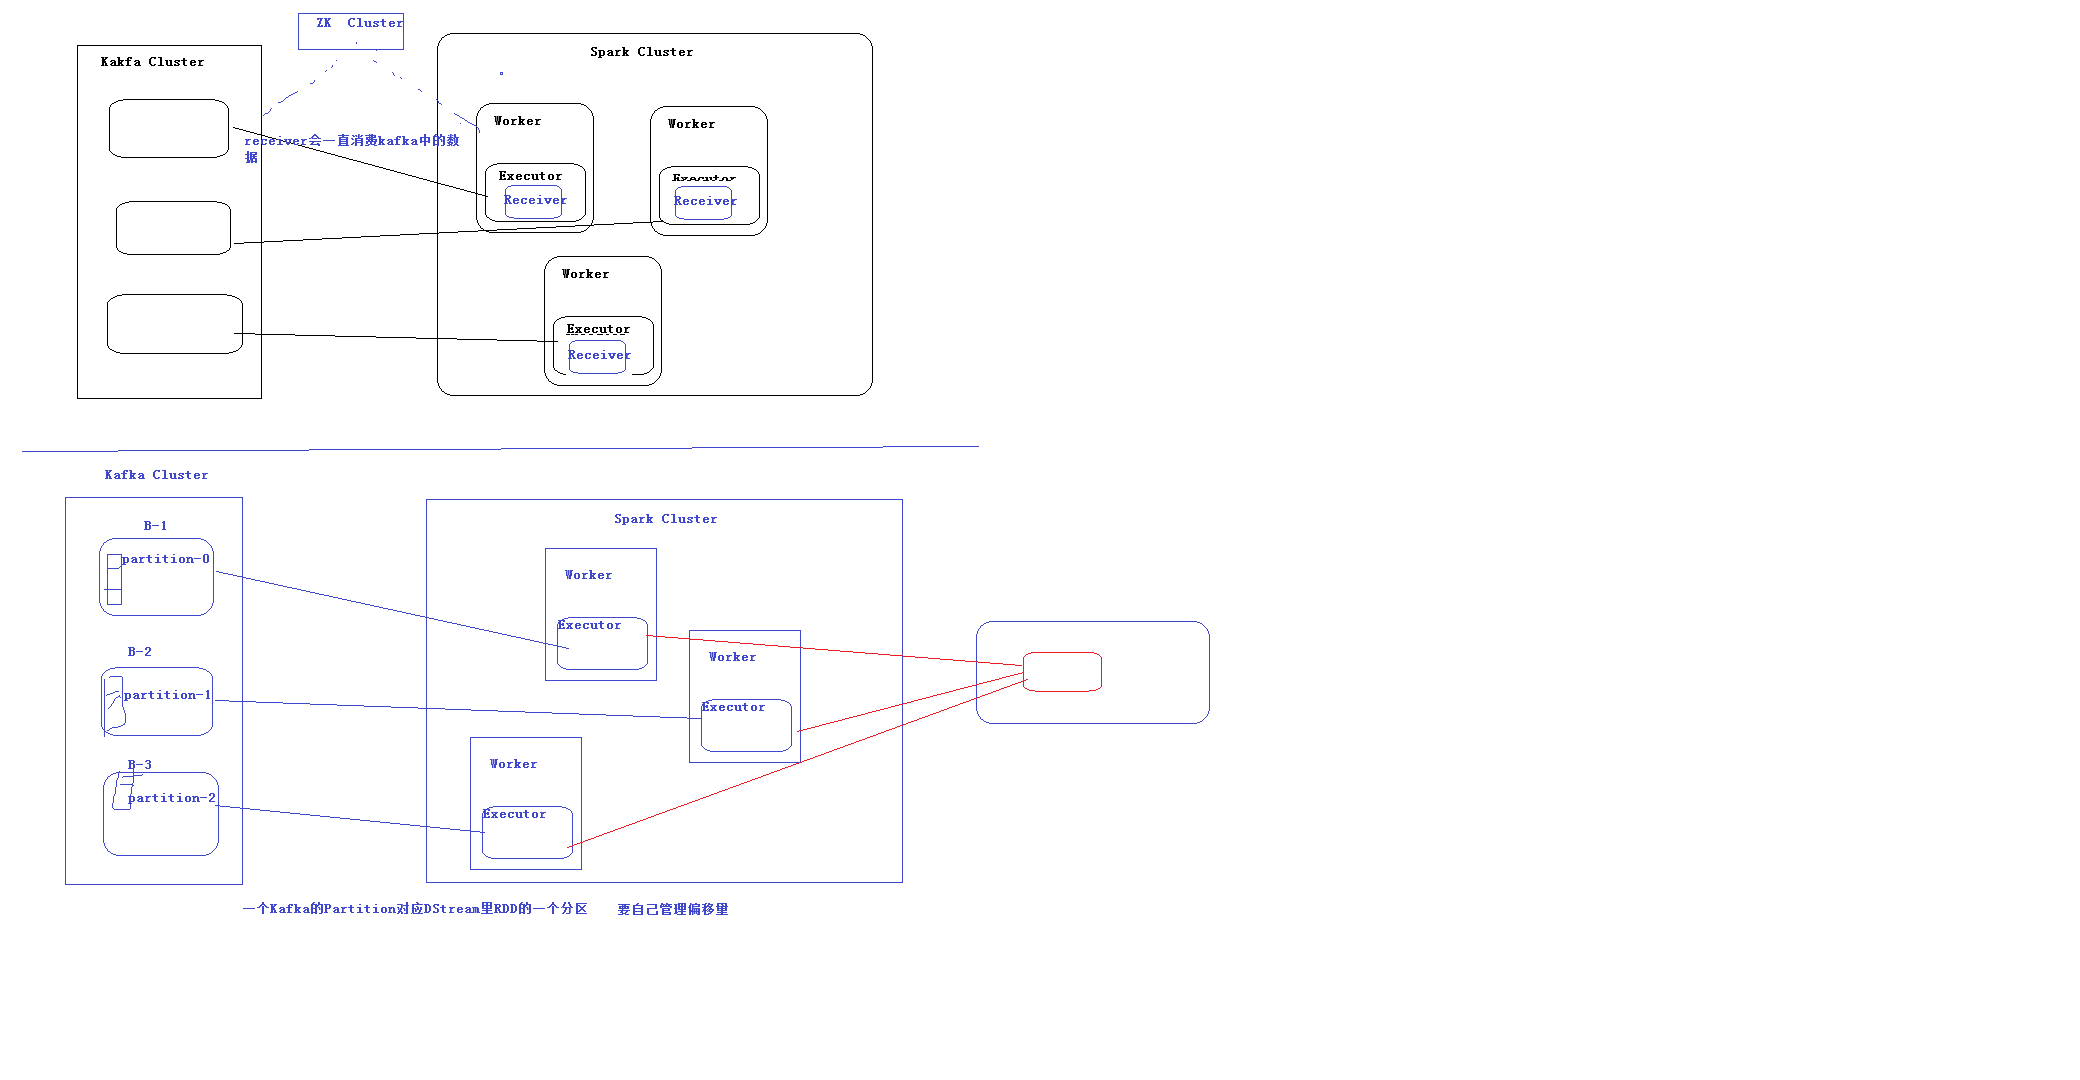 ZK  Cluster
Kakfa Cluster
Spark Cluster
Worker
Worker
receiver会一直消费kafka中的数
据
Executor
Executor
Receiver
Receiver
Worker
Executor
Receiver
Kafka Cluster
Spark Cluster
B-1
partition-0
Worker
Executor
B-2
Worker
partition-1
Executor
B-3
Worker
partition-2
Executor
一个Kafka的Partition对应DStream里RDD的一个分区    要自己管理偏移量